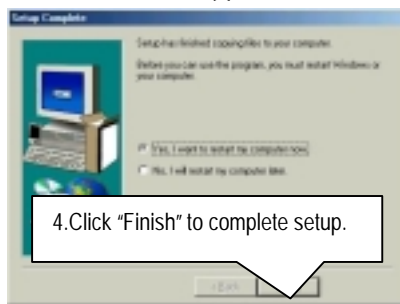 Setup Complete
Setup has finished copying files to your computer.
Before you can use the program, you must restart Windows or
your computer.
Yes, I want to restart my computer now.
No, I will restart my computer later.
4.Click “Finish” to complete setup.
< Back